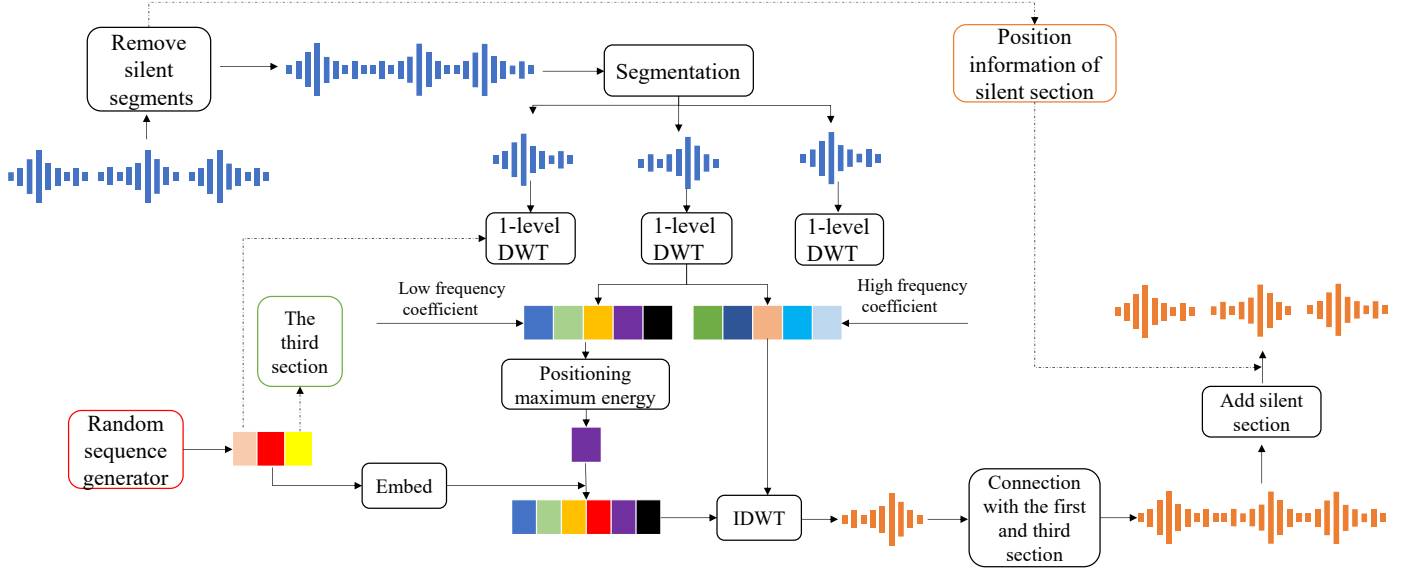 Remove
silent
segments
Segmentation
Position
information of
silent section
1-level
DWT
1-level
DWT
1-level
DWT
Low frequency
coefficient
High frequency
coefficient
The
third
section
Positioning
maximum energy
Random
sequence
generator
Embed
IDWT
Connection
with the first
and third
section
Add silent
section